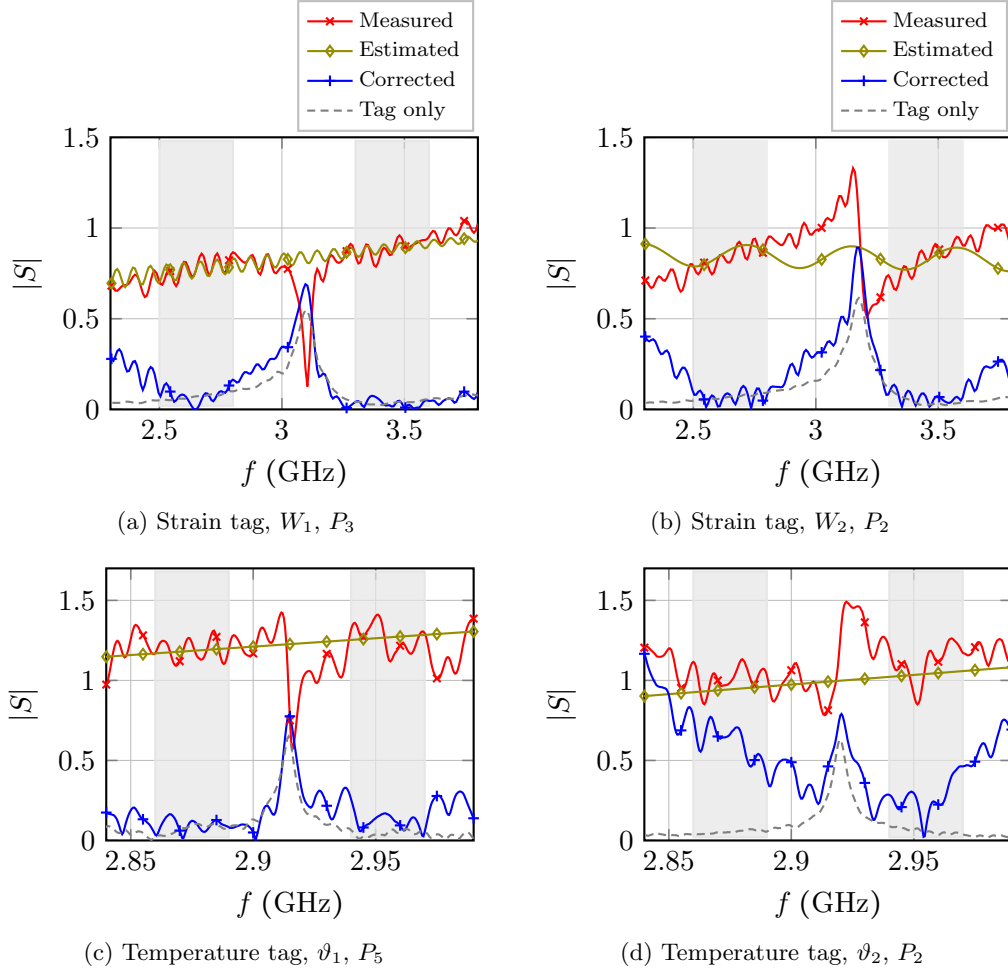 Measured
Estimated
Corrected
Tag only
Measured
Estimated
Corrected
Tag only
1.5
1
0.5
0
|S|
2.5 3 3.5
f (GHz)
(a) Strain tag, W₁, P₃
1.5
1
0.5
0
|S|
2.5 3 3.5
f (GHz)
(b) Strain tag, W₂, P₂
1.5
1
0.5
0
|S|
2.85 2.9 2.95
f (GHz)
(c) Temperature tag, ϑ₁, P₅
1.5
1
0.5
0
|S|
2.85 2.9 2.95
f (GHz)
(d) Temperature tag, ϑ₂, P₂